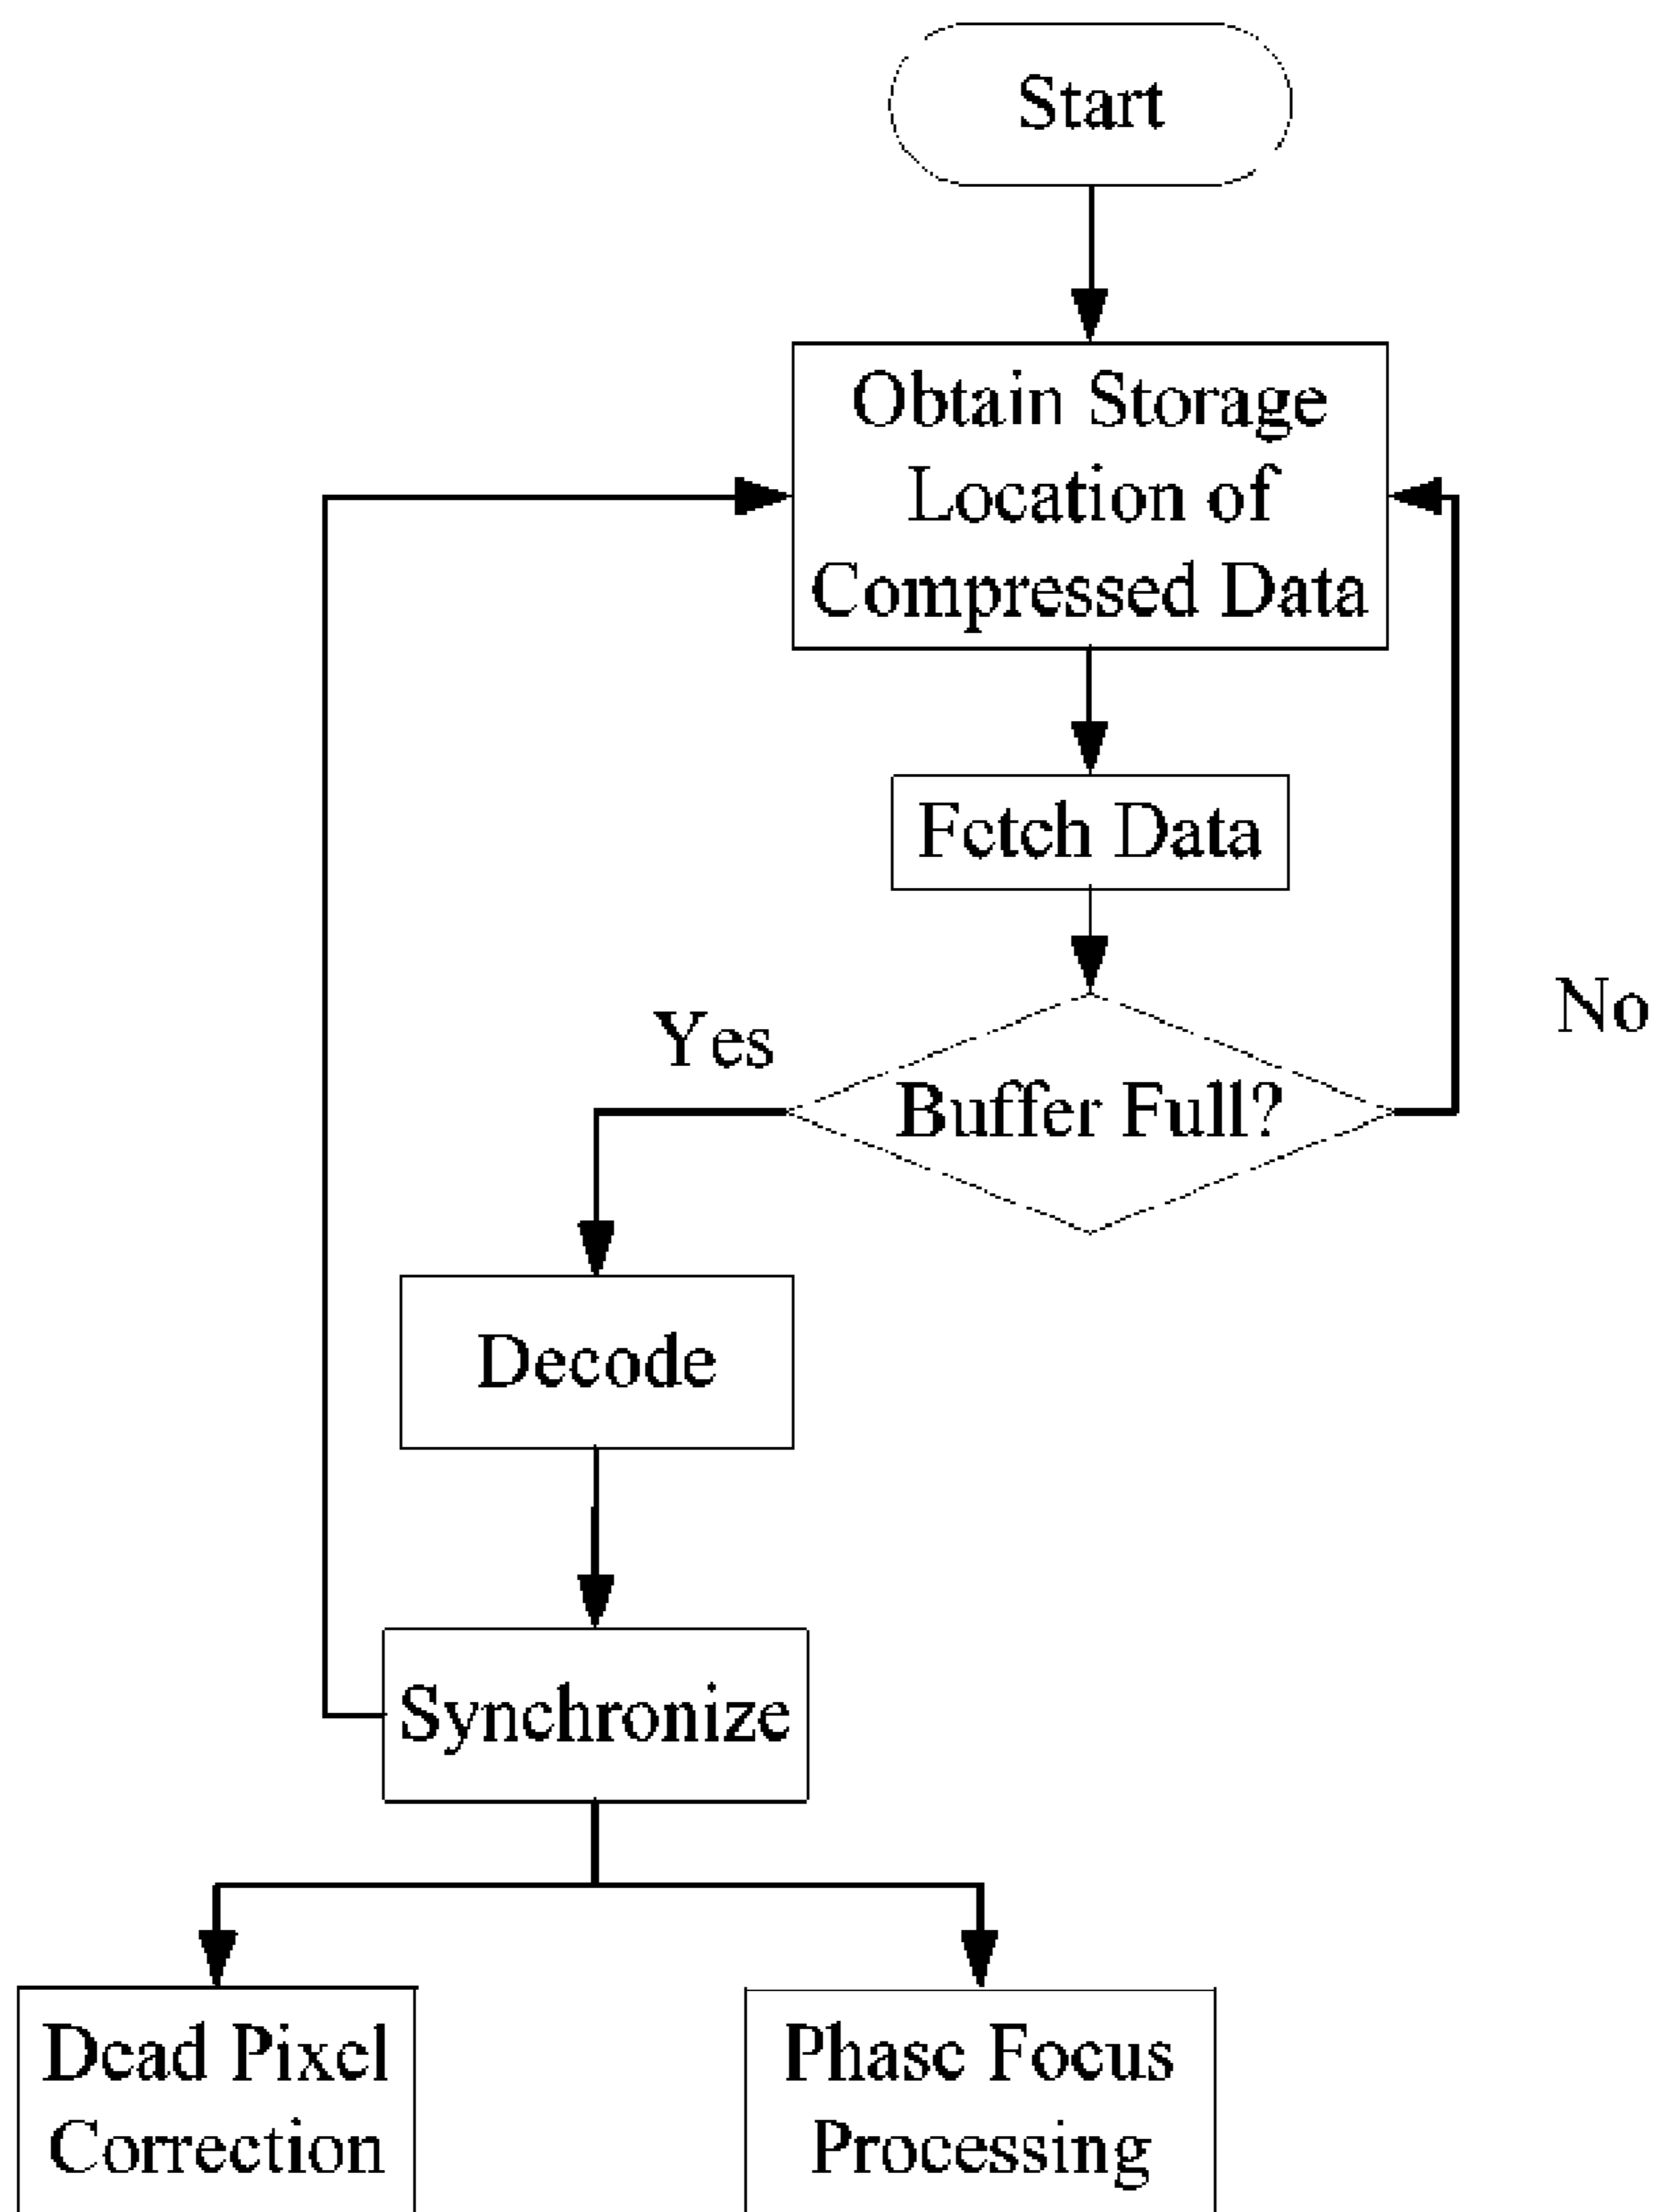 Start
Obtain Storage
Location of
Compressed Data
Fetch Data
No
Yes
Buffer Full?
Decode
Synchronize
Dead Pixel
Correction
Phase Focus
Processing